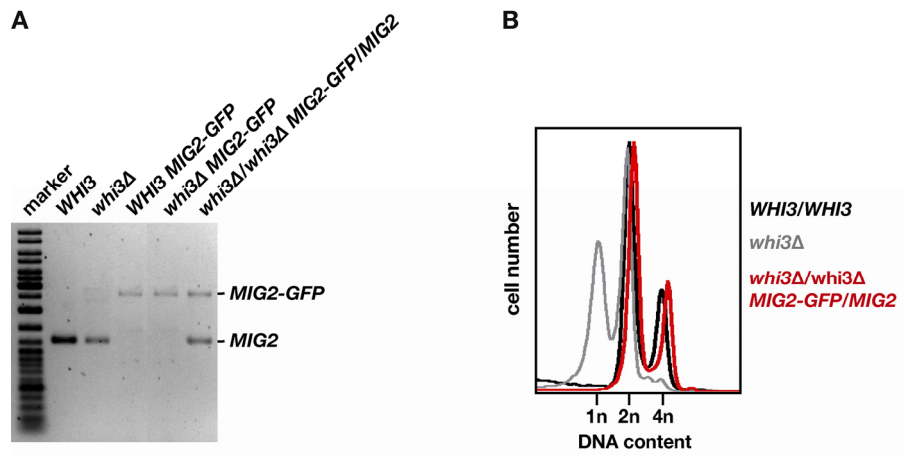 A
marker
WHI3
whi3Δ
WHI3 MIG2-GFP
whi3Δ MIG2-GFP
whi3Δ/whi3Δ MIG2-GFP/MIG2
MIG2-GFP
MIG2
B
cell number
WHI3/WHI3
whi3Δ
whi3Δ/whi3Δ
MIG2-GFP/MIG2
1n 2n 4n
DNA content